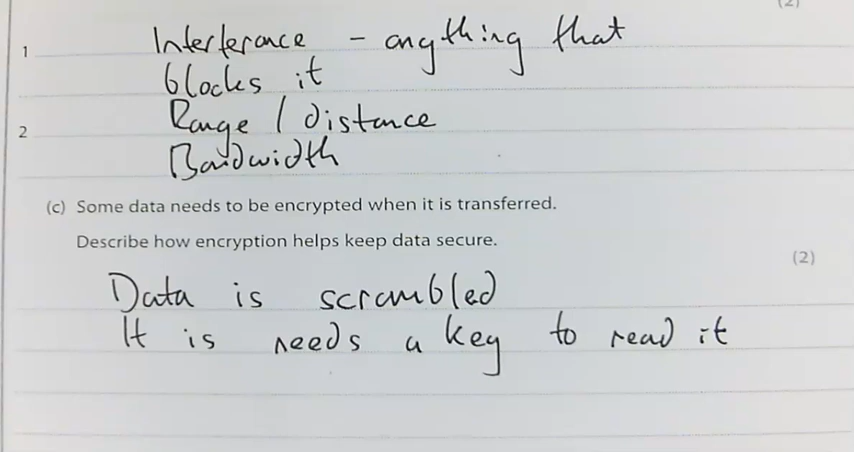 (2)
1 Interferance - anything that
blocks it
2 Range / distance
Bandwidth
(c) Some data needs to be encrypted when it is transferred.
Describe how encryption helps keep data secure.
(2)
Data is scrambled
It is needs a key to read it